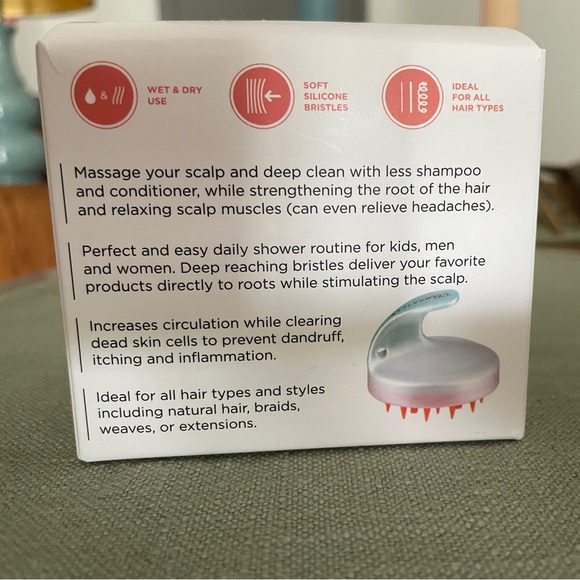 &
WET & DRY
USE
SOFT
SILICONE
BRISTLES
IDEAL
FOR ALL
HAIR TYPES
Massage your scalp and deep clean with less shampoo
and conditioner, while strengthening the root of the hair
and relaxing scalp muscles (can even relieve headaches).
Perfect and easy daily shower routine for kids, men
and women. Deep reaching bristles deliver your favorite
products directly to roots while stimulating the scalp.
Increases circulation while clearing
dead skin cells to prevent dandruff,
itching and inflammation.
Ideal for all hair types and styles
including natural hair, braids,
weaves, or extensions.